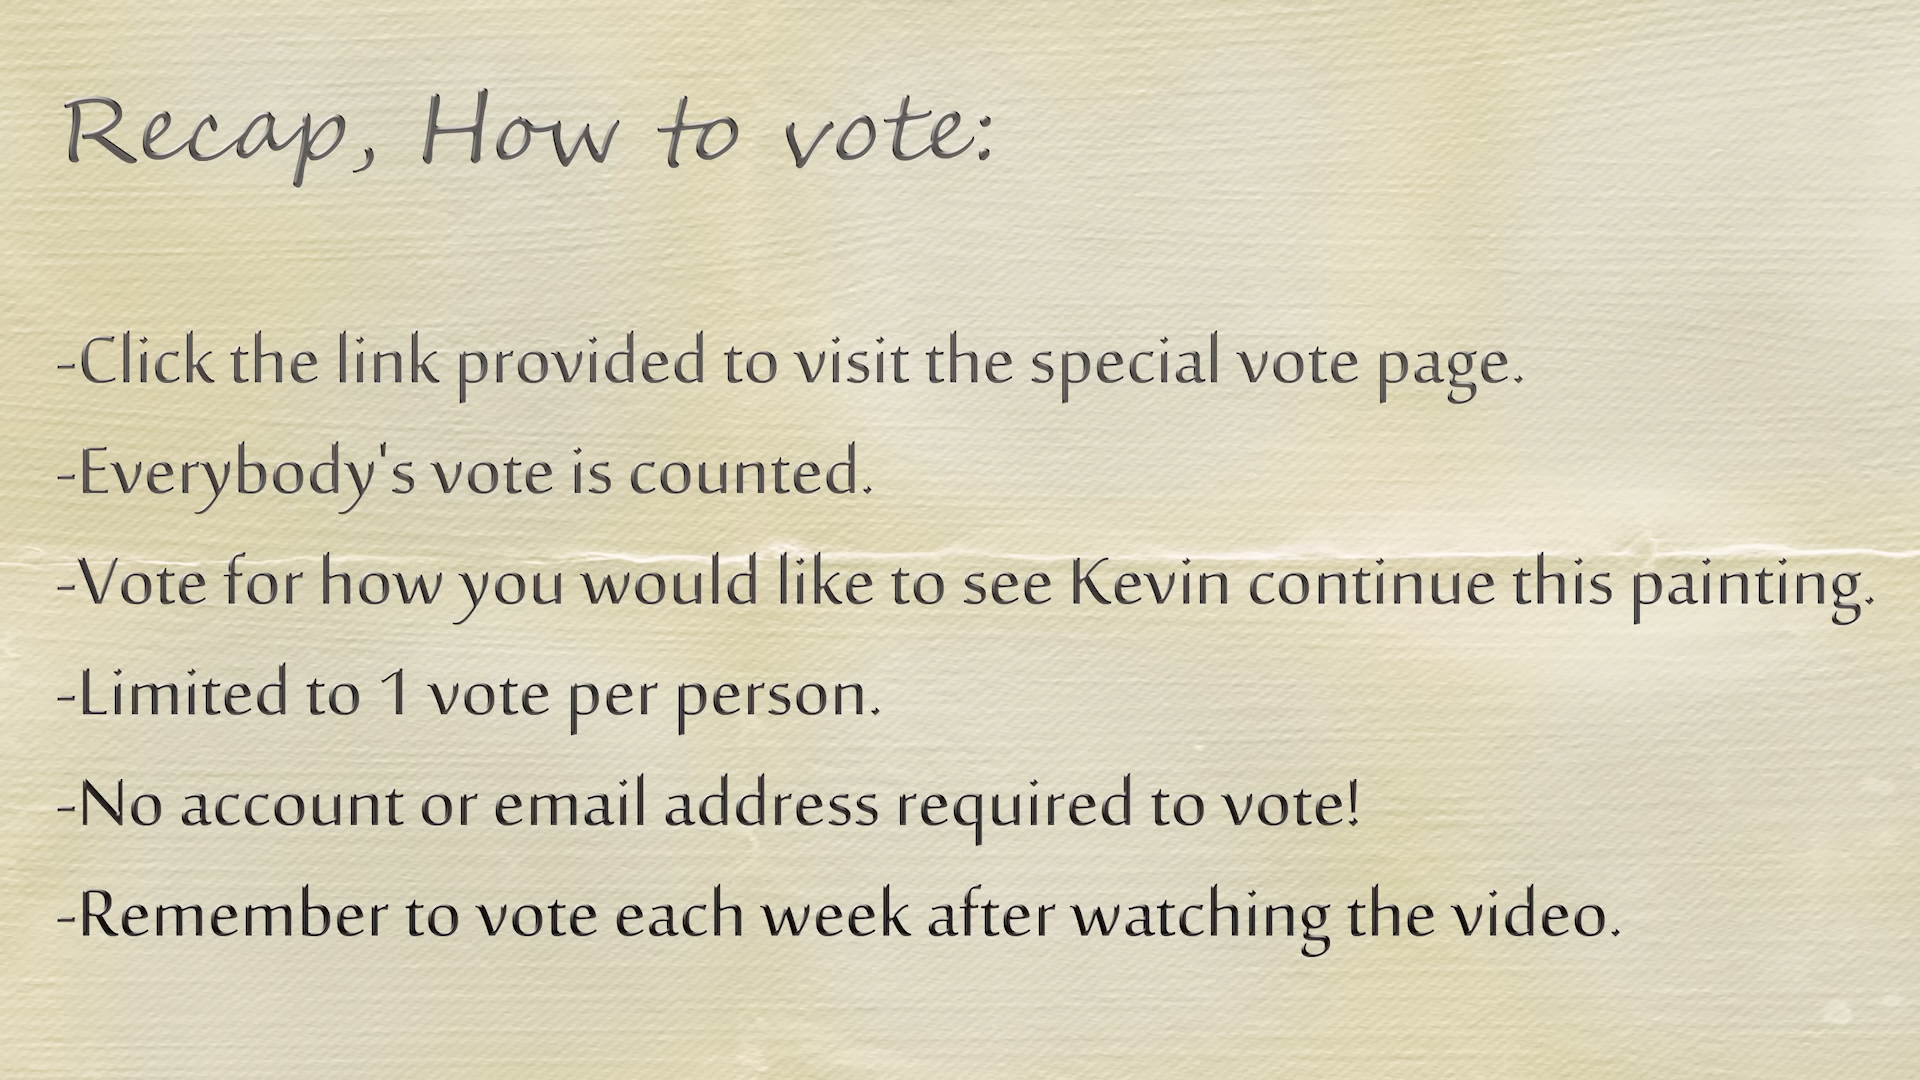 Recap, How to vote:
-Click the link provided to visit the special vote page.
-Everybody's vote is counted.
-Vote for how you would like to see Kevin continue this painting.
-Limited to 1 vote per person.
-No account or email address required to vote!
-Remember to vote each week after watching the video.